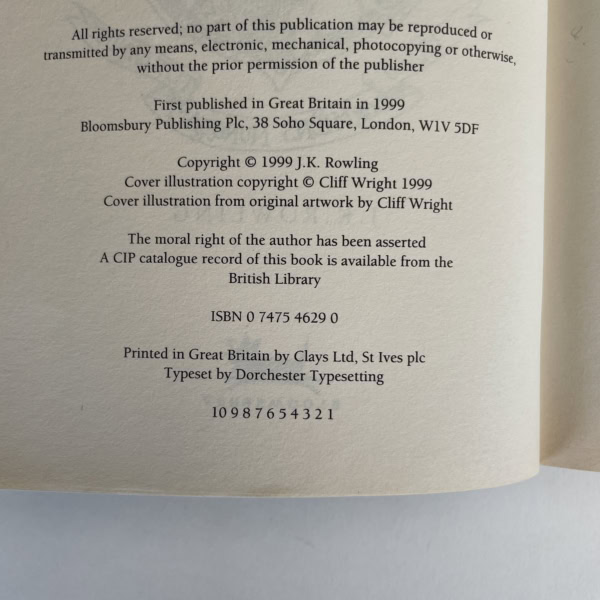 All rights reserved; no part of this publication may be reproduced or
transmitted by any means, electronic, mechanical, photocopying or otherwise,
without the prior permission of the publisher
First published in Great Britain in 1999
Bloomsbury Publishing Plc, 38 Soho Square, London, W1V 5DF
Copyright © 1999 J.K. Rowling
Cover illustration copyright © Cliff Wright 1999
Cover illustration from original artwork by Cliff Wright
The moral right of the author has been asserted
A CIP catalogue record of this book is available from the
British Library
ISBN 0 7475 4629 0
Printed in Great Britain by Clays Ltd, St Ives plc
Typeset by Dorchester Typesetting
10 9 8 7 6 5 4 3 2 1